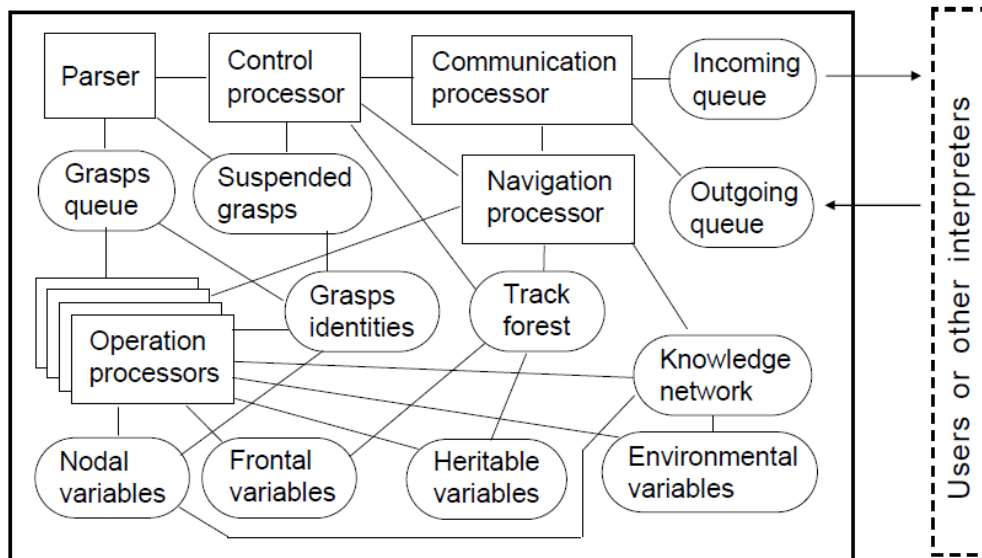 Parser
Control
processor
Communication
processor
Incoming
queue
Grasps
queue
Suspended
grasps
Navigation
processor
Outgoing
queue
Operation
processors
Grasps
identities
Track
forest
Knowledge
network
Nodal
variables
Frontal
variables
Heritable
variables
Environmental
variables
Users or other interpreters